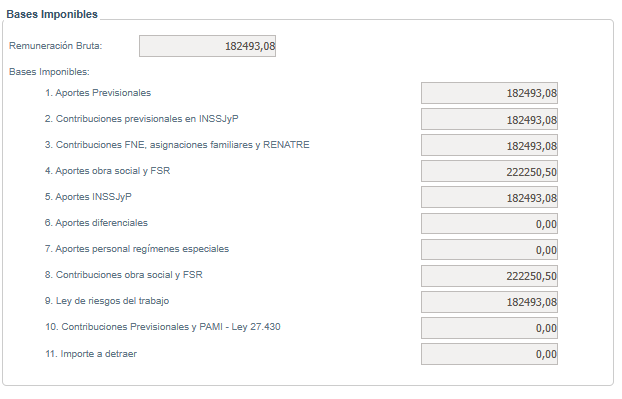 Bases Imponibles
Remuneración Bruta: 182493,08
Bases Imponibles:
1. Aportes Previsionales 182493,08
2. Contribuciones previsionales en INSSJyP 182493,08
3. Contribuciones FNE, asignaciones familiares y RENATRE 182493,08
4. Aportes obra social y FSR 222250,50
5. Aportes INSSJyP 182493,08
6. Aportes diferenciales 0,00
7. Aportes personal regímenes especiales 0,00
8. Contribuciones obra social y FSR 222250,50
9. Ley de riesgos del trabajo 182493,08
10. Contribuciones Previsionales y PAMI - Ley 27.430 0,00
11. Importe a detraer 0,00